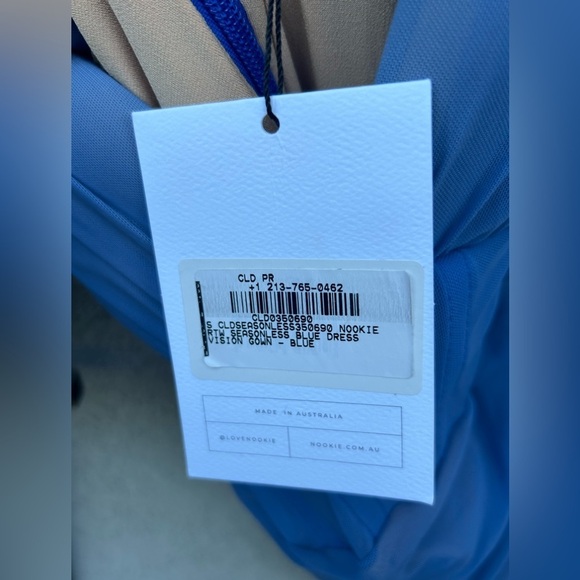 CLD PR
+1 213-765-0462
CLD0350690
S CLDSEASONLESS350690 NOOKIE
RTW SEASONLESS BLUE DRESS
VISION GOWN - BLUE
MADE IN AUSTRALIA
@LOVENOOKIE
NOOKIE.COM.AU